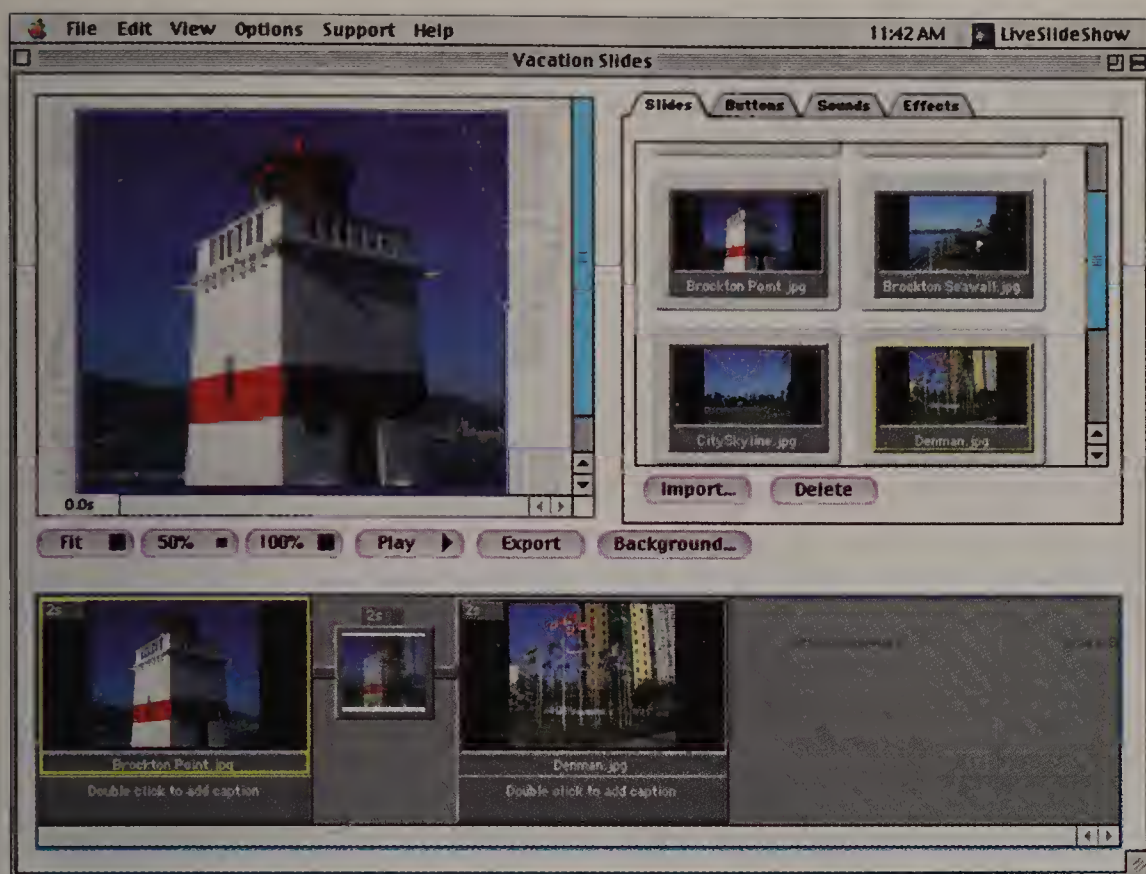 File Edit View Options Support Help 11:42 AM LiveSlideShow
Vacation Slides
Slides Buttons Sounds Effects
Brockton Point.jpg Brockton Seawall.jpg
CitySkyline.jpg Denman.jpg
Import... Delete
0.0s
Fit 50% 100% Play Export Background...
2s 2s 2s
Brockton Point.jpg Denman.jpg
Double click to add caption Double click to add caption